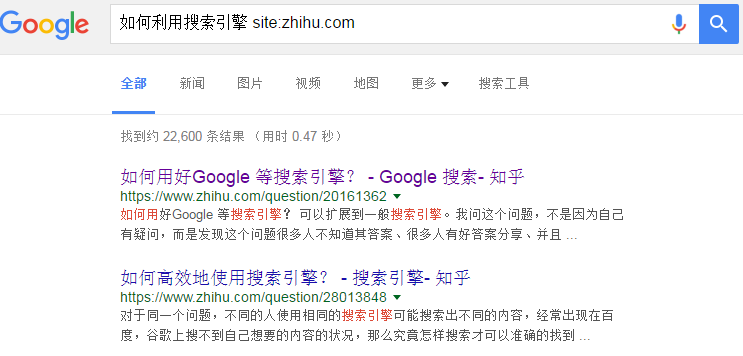 Google 如何利用搜索引擎 site:zhihu.com
全部 新闻 图片 视频 地图 更多 搜索工具
找到约 22,600 条结果 （用时 0.47 秒）
如何用好Google 等搜索引擎？ - Google 搜索- 知乎
https://www.zhihu.com/question/20161362
如何用好Google 等搜索引擎？可以扩展到一般搜索引擎。我问这个问题，不是因为自己
有疑问，而是发现这个问题很多人不知道其答案、很多人有好答案分享、并且 ...
如何高效地使用搜索引擎？ - 搜索引擎- 知乎
https://www.zhihu.com/question/28013848
对于同一个问题，不同的人使用相同的搜索引擎可能搜索出不同的内容，经常出现在百
度，谷歌上搜不到自己想要的内容的状况，那么究竟怎样搜索才可以准确的找到 ...